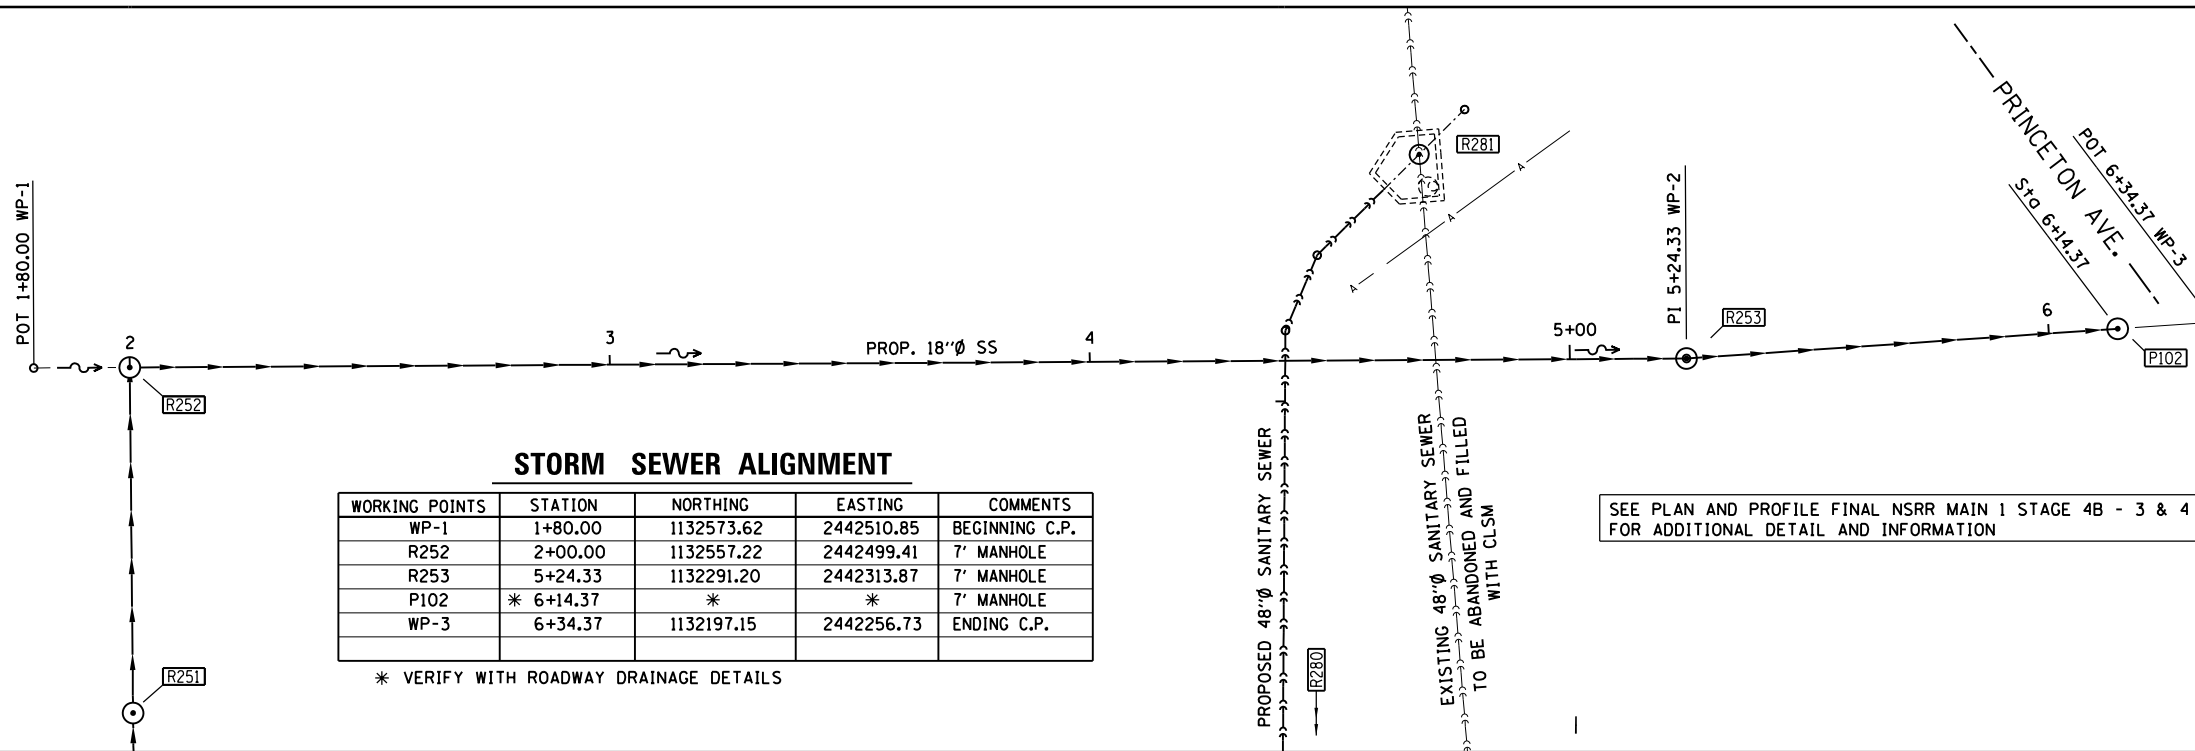 POT 1+80.00 WP-1
2
3
PROP. 18''Ø SS
4
5+00
PI 5+24.33 WP-2
6
PRINCETON AVE.
POT 6+34.37 WP-3
Sta 6+14.37
R281
A
A
A
R253
P102
R252
R251
R280
PROPOSED 48''Ø SANITARY SEWER
EXISTING 48''Ø SANITARY SEWER
TO BE ABANDONED AND FILLED
WITH CLSM
STORM SEWER ALIGNMENT
WORKING POINTS STATION NORTHING EASTING COMMENTS
WP-1 1+80.00 1132573.62 2442510.85 BEGINNING C.P.
R252 2+00.00 1132557.22 2442499.41 7' MANHOLE
R253 5+24.33 1132291.20 2442313.87 7' MANHOLE
P102 * 6+14.37 * * 7' MANHOLE
WP-3 6+34.37 1132197.15 2442256.73 ENDING C.P.
* VERIFY WITH ROADWAY DRAINAGE DETAILS
SEE PLAN AND PROFILE FINAL NSRR MAIN 1 STAGE 4B - 3 & 4
FOR ADDITIONAL DETAIL AND INFORMATION